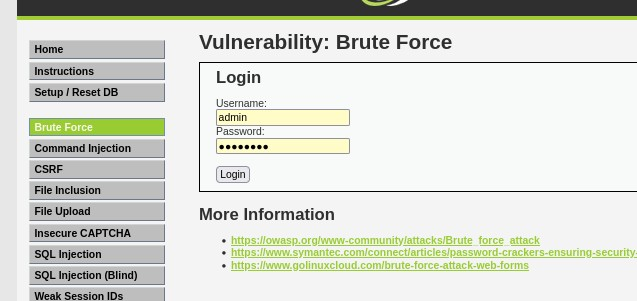 Home
Instructions
Setup / Reset DB
Brute Force
Command Injection
CSRF
File Inclusion
File Upload
Insecure CAPTCHA
SQL Injection
SQL Injection (Blind)
Weak Session IDs
Vulnerability: Brute Force
Login
Username:
admin
Password:
●●●●●●●●
Login
More Information
• https://owasp.org/www-community/attacks/Brute_force_attack
• https://www.symantec.com/connect/articles/password-crackers-ensuring-security-
• https://www.golinuxcloud.com/brute-force-attack-web-forms